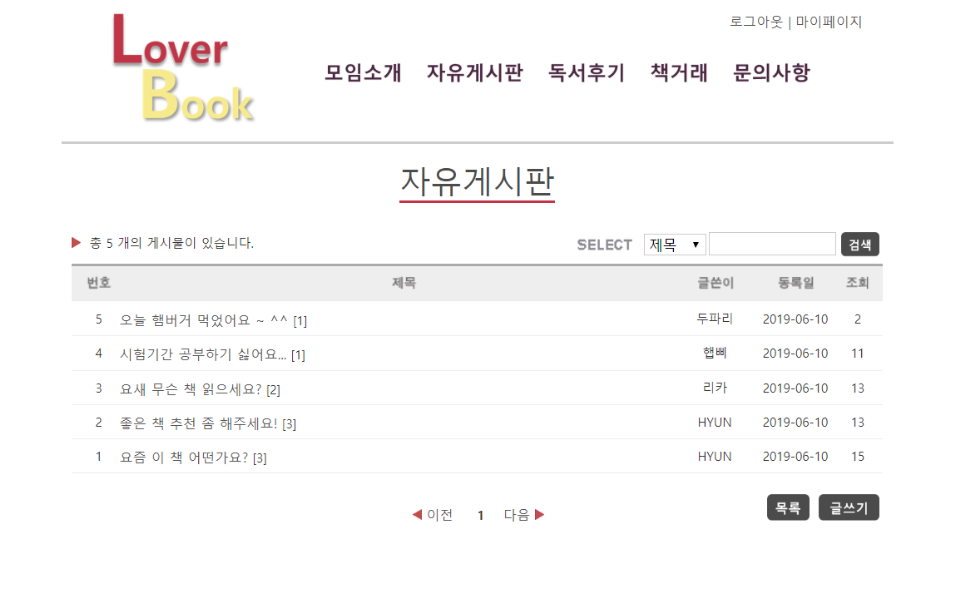 로그아웃 | 마이페이지
Lover
Book
모임소개 자유게시판 독서후기 책거래 문의사항
자유게시판
▶ 총 5 개의 게시물이 있습니다. SELECT 제목 ▼ 검색
번호 제목 글쓴이 등록일 조회
5 오늘 햄버거 먹었어요 ~ ^^ [1] 두파리 2019-06-10 2
4 시험기간 공부하기 싫어요... [1] 햅삐 2019-06-10 11
3 요새 무슨 책 읽으세요? [2] 리카 2019-06-10 13
2 좋은 책 추천 좀 해주세요! [3] HYUN 2019-06-10 13
1 요즘 이 책 어떤가요? [3] HYUN 2019-06-10 15
◀ 이전 1 다음 ▶ 목록 글쓰기